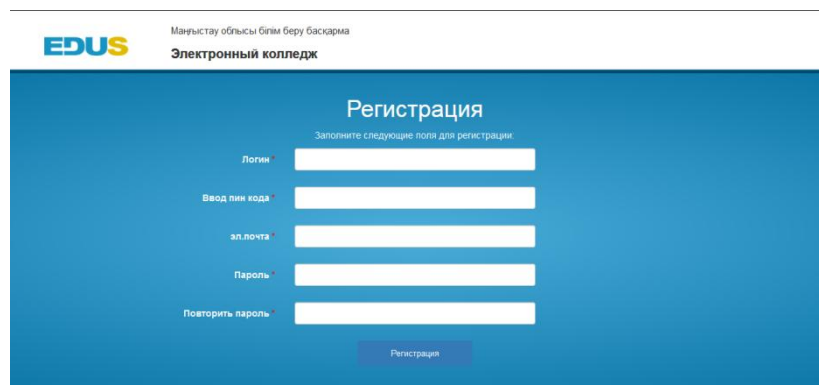 EDUS
Маңғыстау облысы білім беру басқарма
Электронный колледж
Регистрация
Заполните следующие поля для регистрации:
Логин *
Ввод пин кода *
эл.почта *
Пароль *
Повторить пароль *
Регистрация